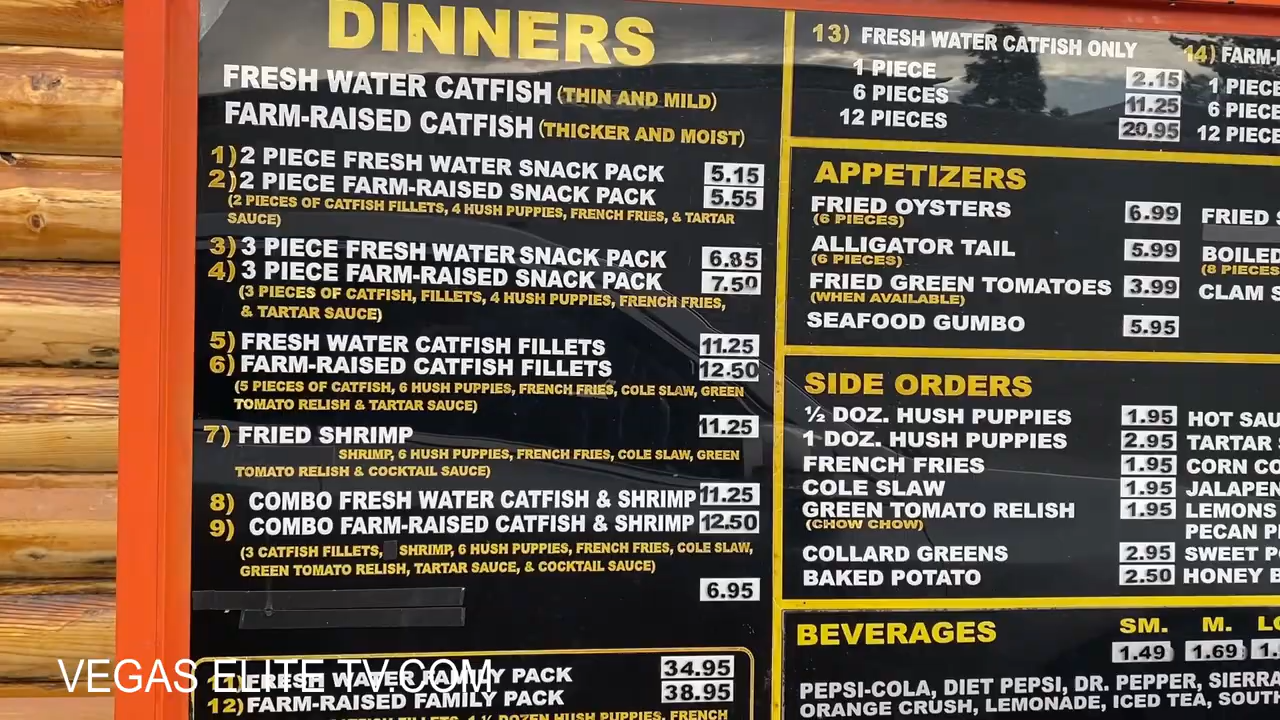 DINNERS
FRESH WATER CATFISH (THIN AND MILD)
FARM-RAISED CATFISH (THICKER AND MOIST)
1) 2 PIECE FRESH WATER SNACK PACK 5.15
2) 2 PIECE FARM-RAISED SNACK PACK 5.55
(2 PIECES OF CATFISH FILLETS, 4 HUSH PUPPIES, FRENCH FRIES, & TARTAR
SAUCE)
3) 3 PIECE FRESH WATER SNACK PACK 6.85
4) 3 PIECE FARM-RAISED SNACK PACK 7.50
(3 PIECES OF CATFISH, FILLETS, 4 HUSH PUPPIES, FRENCH FRIES,
& TARTAR SAUCE)
5) FRESH WATER CATFISH FILLETS 11.25
6) FARM-RAISED CATFISH FILLETS 12.50
(5 PIECES OF CATFISH, 6 HUSH PUPPIES, FRENCH FRIES, COLE SLAW, GREEN
TOMATO RELISH & TARTAR SAUCE)
7) FRIED SHRIMP 11.25
SHRIMP, 6 HUSH PUPPIES, FRENCH FRIES, COLE SLAW, GREEN
TOMATO RELISH & COCKTAIL SAUCE)
8) COMBO FRESH WATER CATFISH & SHRIMP 11.25
9) COMBO FARM-RAISED CATFISH & SHRIMP 12.50
(3 CATFISH FILLETS, SHRIMP, 6 HUSH PUPPIES, FRENCH FRIES, COLE SLAW,
GREEN TOMATO RELISH, TARTAR SAUCE, & COCKTAIL SAUCE)
6.95
11) FRESH WATER FAMILY PACK 34.95
12) FARM-RAISED FAMILY PACK 38.95
CATFISH FILLETS, 1 ½ DOZEN HUSH PUPPIES, FRENCH
13) FRESH WATER CATFISH ONLY
1 PIECE 2.15
6 PIECES 11.25
12 PIECES 20.95
14) FARM-
1 PIECE
6 PIECE
12 PIECE
APPETIZERS
FRIED OYSTERS 6.99
(6 PIECES)
ALLIGATOR TAIL 5.99
(6 PIECES)
FRIED GREEN TOMATOES 3.99
(WHEN AVAILABLE)
SEAFOOD GUMBO 5.95
FRIED
BOILED
(8 PIECES
CLAM
SIDE ORDERS
½ DOZ. HUSH PUPPIES 1.95
1 DOZ. HUSH PUPPIES 2.95
FRENCH FRIES 1.95
COLE SLAW 1.95
GREEN TOMATO RELISH 1.95
(CHOW CHOW)
COLLARD GREENS 2.95
BAKED POTATO 2.50
HOT SAU
TARTAR
CORN CO
JALAPEN
LEMONS
PECAN P
SWEET P
HONEY B
BEVERAGES
SM. M. L
1.49 1.69 1.
PEPSI-COLA, DIET PEPSI, DR. PEPPER, SIERRA
ORANGE CRUSH, LEMONADE, ICED TEA, SOUTH
VEGAS ELITE TV.COM